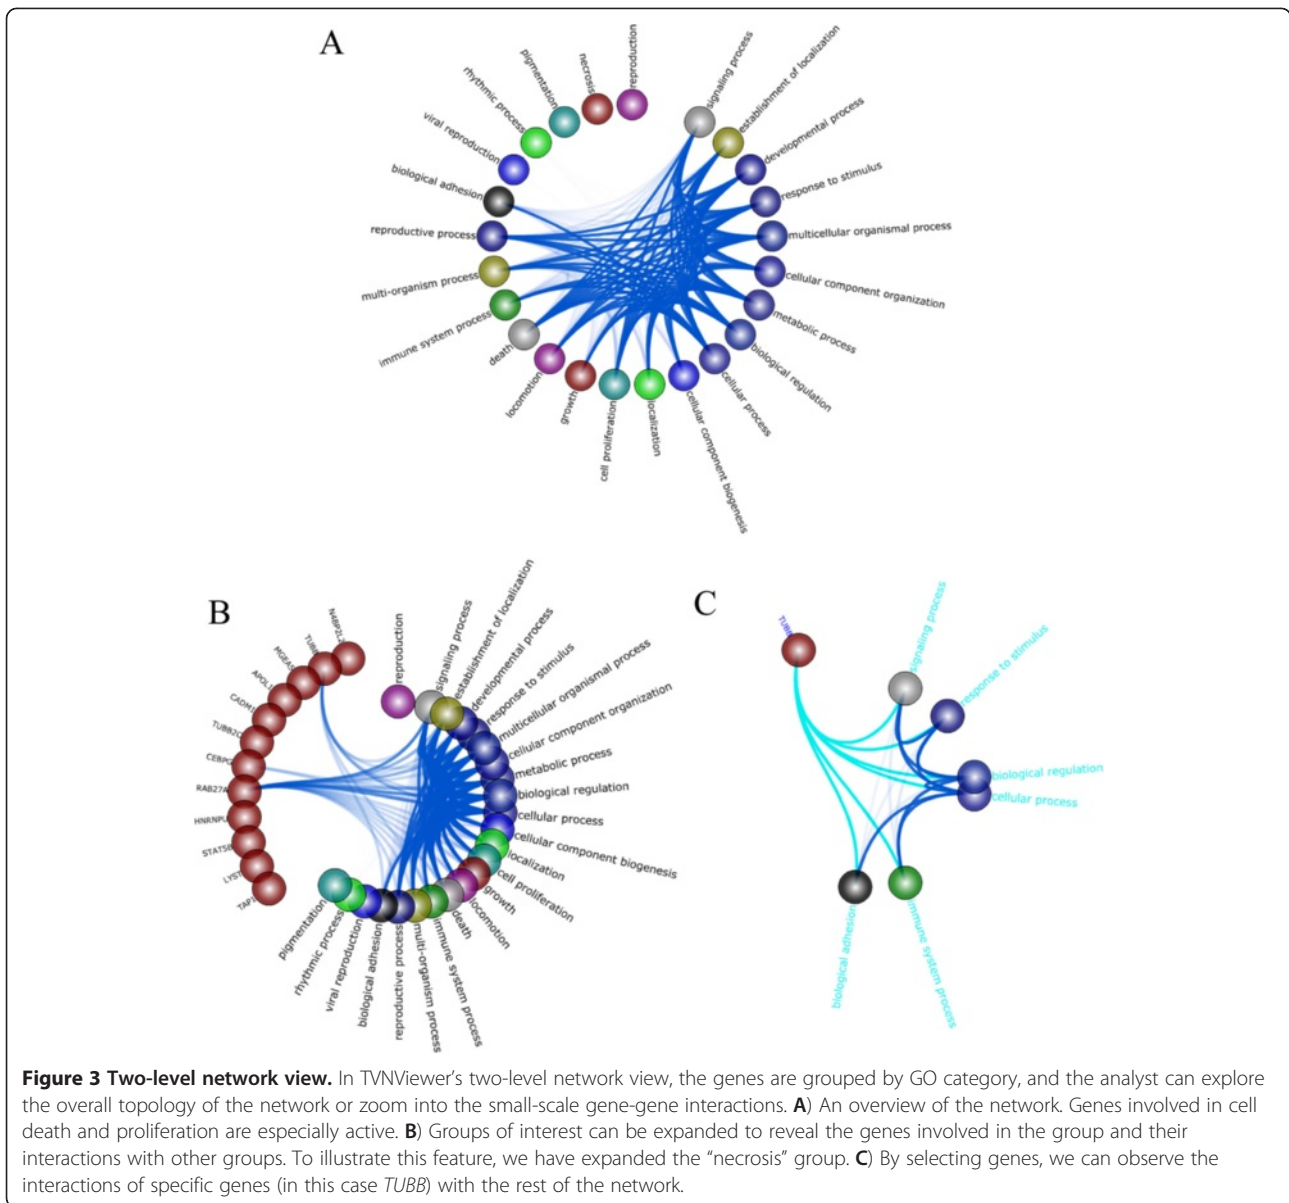 A
reproduction
necrosis
pigmentation
rhythmic process
viral reproduction
biological adhesion
reproductive process
multi-organism process
immune system process
death
locomotion
growth
cell proliferation
localization
cellular component biogenesis
cellular process
biological regulation
metabolic process
cellular component organization
multicellular organismal process
response to stimulus
developmental process
establishment of localization
signaling process
B
N4BP2L2
TUBB
MGEA5
APOL1
CADM1
TUBB2C
CEBPG
RAB27A
HNRNPU
STAT5B
LYST
TAP1
reproduction
signaling process
establishment of localization
developmental process
response to stimulus
multicellular organismal process
cellular component organization
metabolic process
biological regulation
cellular process
cellular component biogenesis
localization
cell proliferation
growth
locomotion
death
immune system process
multi-organism process
reproductive process
biological adhesion
viral reproduction
rhythmic process
pigmentation
C
TUBB
signaling process
response to stimulus
biological regulation
cellular process
immune system process
biological adhesion
Figure 3 Two-level network view. In TVNViewer's two-level network view, the genes are grouped by GO category, and the analyst can explore
the overall topology of the network or zoom into the small-scale gene-gene interactions. A) An overview of the network. Genes involved in cell
death and proliferation are especially active. B) Groups of interest can be expanded to reveal the genes involved in the group and their
interactions with other groups. To illustrate this feature, we have expanded the "necrosis" group. C) By selecting genes, we can observe the
interactions of specific genes (in this case TUBB) with the rest of the network.